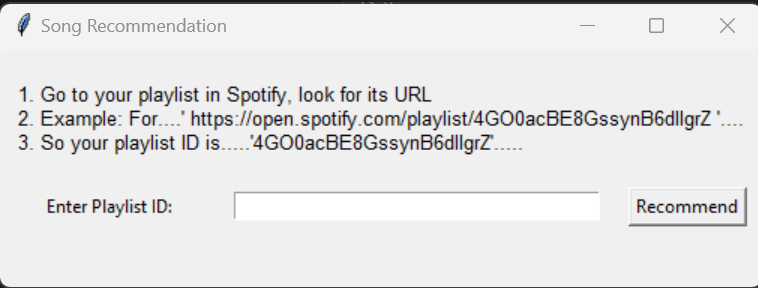 Song Recommendation
1. Go to your playlist in Spotify, look for its URL
2. Example: For....' https://open.spotify.com/playlist/4GO0acBE8GssynB6dllgrZ '....
3. So your playlist ID is.....'4GO0acBE8GssynB6dllgrZ'.....
Enter Playlist ID: Recommend